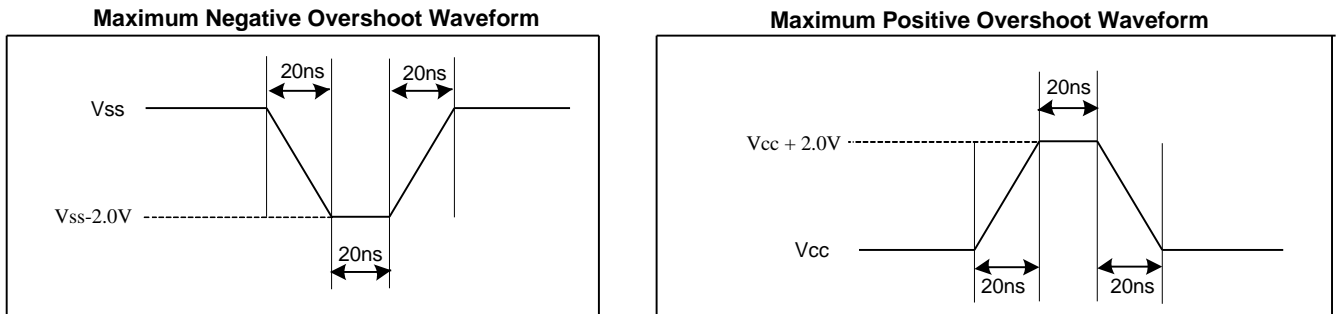 Maximum Negative Overshoot Waveform
20ns
20ns
Vss
Vss-2.0V
20ns
Maximum Positive Overshoot Waveform
20ns
Vcc + 2.0V
Vcc
20ns
20ns